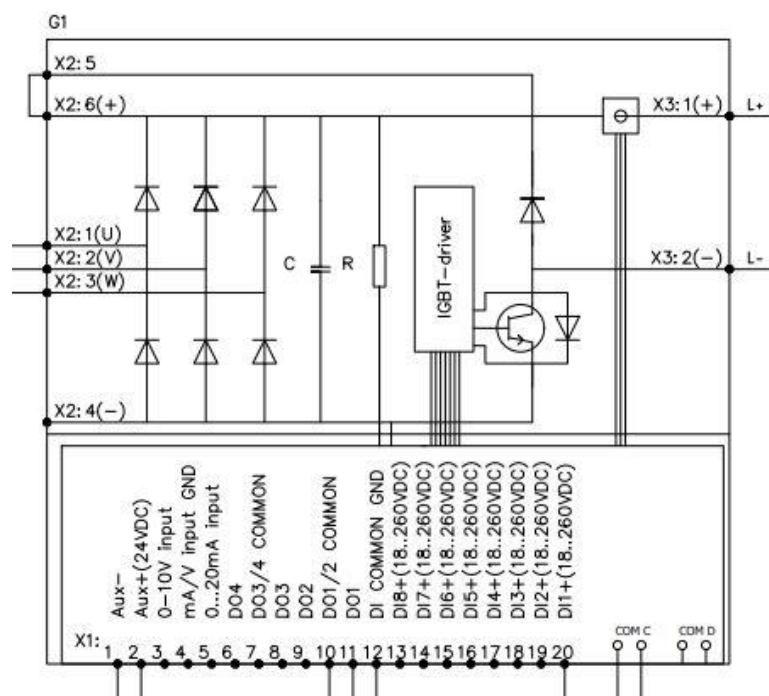 G1
X2:5
X2:6(+)
X3:1(+)
L+
X2:1(U)
X2:2(V)
X2:3(W)
C
R
IGBT-driver
X3:2(-)
L-
X2:4(-)
Aux-
Aux+(24VDC)
0-10V input
mA/V input GND
0...20mA input
DO4
DO3/4 COMMON
DO3
DO2
DO1/2 COMMON
DO1
DI COMMON GND
DI8+(18..260VDC)
DI7+(18..260VDC)
DI6+(18..260VDC)
DI5+(18..260VDC)
DI4+(18..260VDC)
DI3+(18..260VDC)
DI2+(18..260VDC)
DI1+(18..260VDC)
COM C
COM D
X1:
1 2 3 4 5 6 7 8 9 10 11 12 13 14 15 16 17 18 19 20